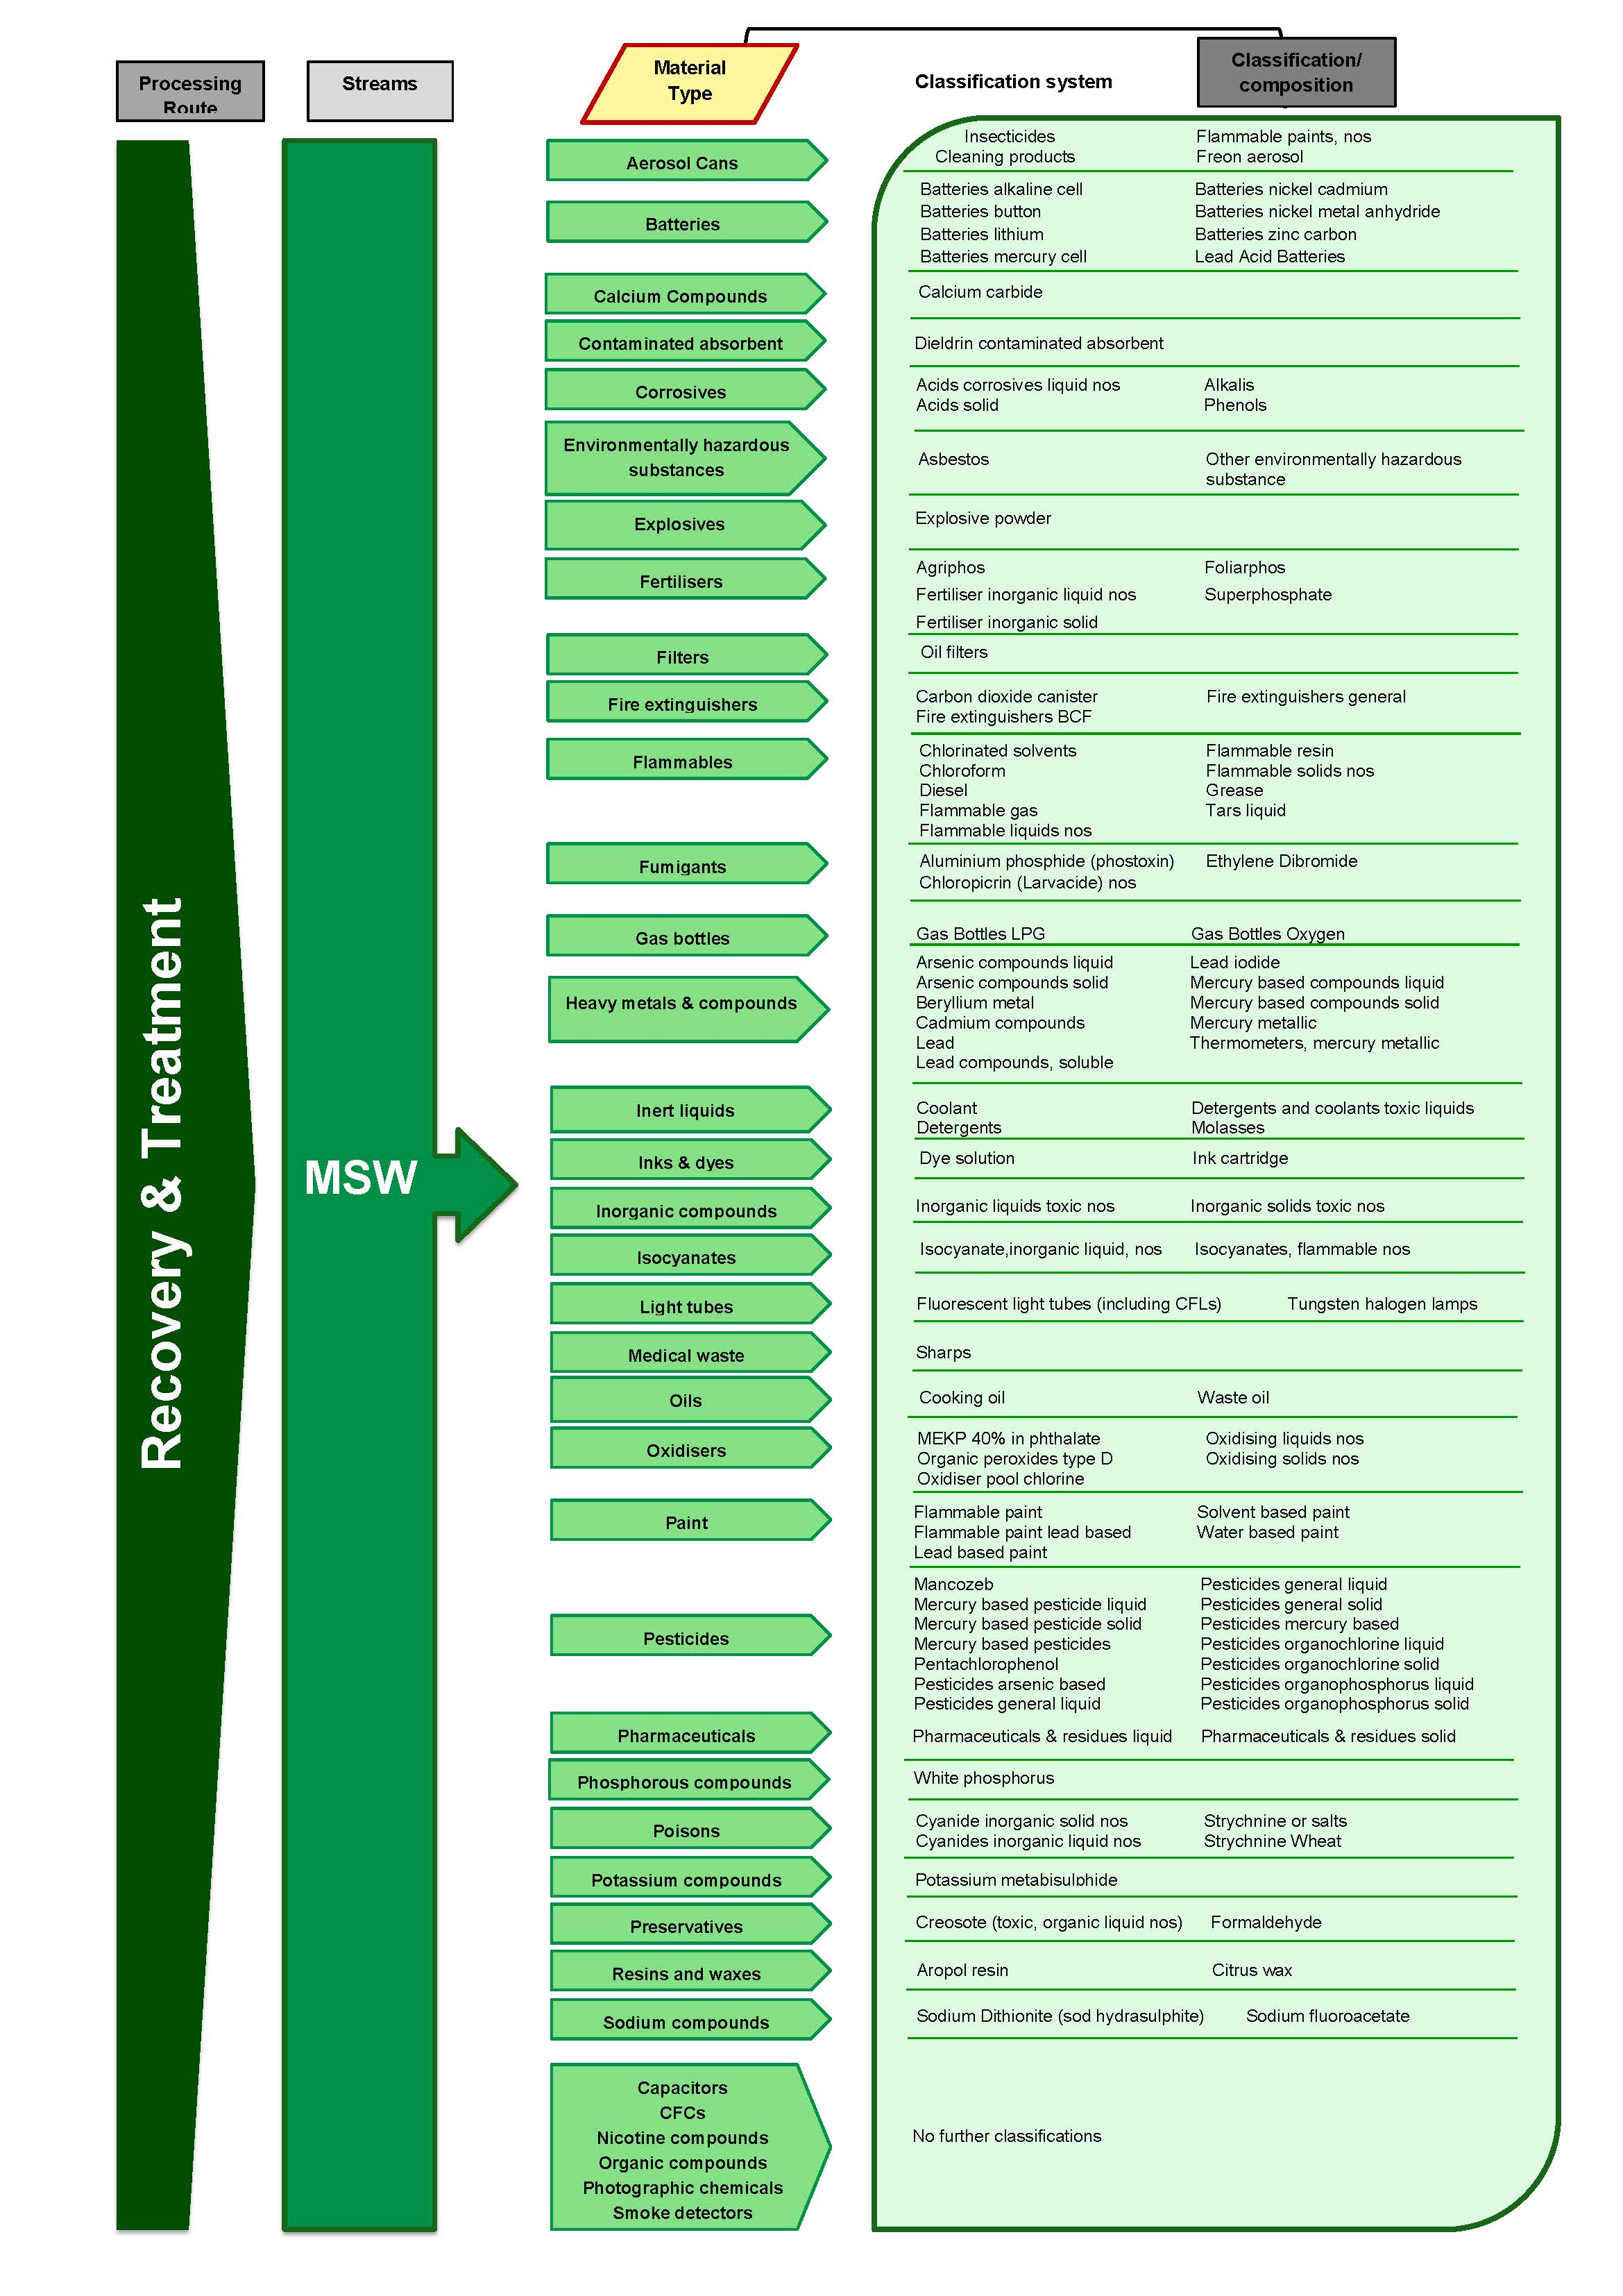 Processing
Route
Streams
Material
Type
Classification system
Classification/
composition
Recovery & Treatment
MSW
Aerosol Cans
Insecticides
Flammable paints, nos
Cleaning products
Freon aerosol
Batteries
Batteries alkaline cell
Batteries nickel cadmium
Batteries button
Batteries nickel metal anhydride
Batteries lithium
Batteries zinc carbon
Batteries mercury cell
Lead Acid Batteries
Calcium Compounds
Calcium carbide
Contaminated absorbent
Dieldrin contaminated absorbent
Corrosives
Acids corrosives liquid nos
Alkalis
Acids solid
Phenols
Environmentally hazardous
substances
Asbestos
Other environmentally hazardous
substance
Explosives
Explosive powder
Fertilisers
Agriphos
Foliarphos
Fertiliser inorganic liquid nos
Superphosphate
Fertiliser inorganic solid
Filters
Oil filters
Fire extinguishers
Carbon dioxide canister
Fire extinguishers general
Fire extinguishers BCF
Flammables
Chlorinated solvents
Flammable resin
Chloroform
Flammable solids nos
Diesel
Grease
Flammable gas
Tars liquid
Flammable liquids nos
Fumigants
Aluminium phosphide (phostoxin)
Ethylene Dibromide
Chloropicrin (Larvacide) nos
Gas bottles
Gas Bottles LPG
Gas Bottles Oxygen
Heavy metals & compounds
Arsenic compounds liquid
Lead iodide
Arsenic compounds solid
Mercury based compounds liquid
Beryllium metal
Mercury based compounds solid
Cadmium compounds
Mercury metallic
Lead
Thermometers, mercury metallic
Lead compounds, soluble
Inert liquids
Coolant
Detergents and coolants toxic liquids
Detergents
Molasses
Inks & dyes
Dye solution
Ink cartridge
Inorganic compounds
Inorganic liquids toxic nos
Inorganic solids toxic nos
Isocyanates
Isocyanate,inorganic liquid, nos
Isocyanates, flammable nos
Light tubes
Fluorescent light tubes (including CFLs)
Tungsten halogen lamps
Medical waste
Sharps
Oils
Cooking oil
Waste oil
Oxidisers
MEKP 40% in phthalate
Oxidising liquids nos
Organic peroxides type D
Oxidising solids nos
Oxidiser pool chlorine
Paint
Flammable paint
Solvent based paint
Flammable paint lead based
Water based paint
Lead based paint
Pesticides
Mancozeb
Pesticides general liquid
Mercury based pesticide liquid
Pesticides general solid
Mercury based pesticide solid
Pesticides mercury based
Mercury based pesticides
Pesticides organochlorine liquid
Pentachlorophenol
Pesticides organochlorine solid
Pesticides arsenic based
Pesticides organophosphorus liquid
Pesticides general liquid
Pesticides organophosphorus solid
Pharmaceuticals
Pharmaceuticals & residues liquid
Pharmaceuticals & residues solid
Phosphorous compounds
White phosphorus
Poisons
Cyanide inorganic solid nos
Strychnine or salts
Cyanides inorganic liquid nos
Strychnine Wheat
Potassium compounds
Potassium metabisulphide
Preservatives
Creosote (toxic, organic liquid nos)
Formaldehyde
Resins and waxes
Aropol resin
Citrus wax
Sodium compounds
Sodium Dithionite (sod hydrasulphite)
Sodium fluoroacetate
Capacitors
CFCs
Nicotine compounds
Organic compounds
Photographic chemicals
Smoke detectors
No further classifications